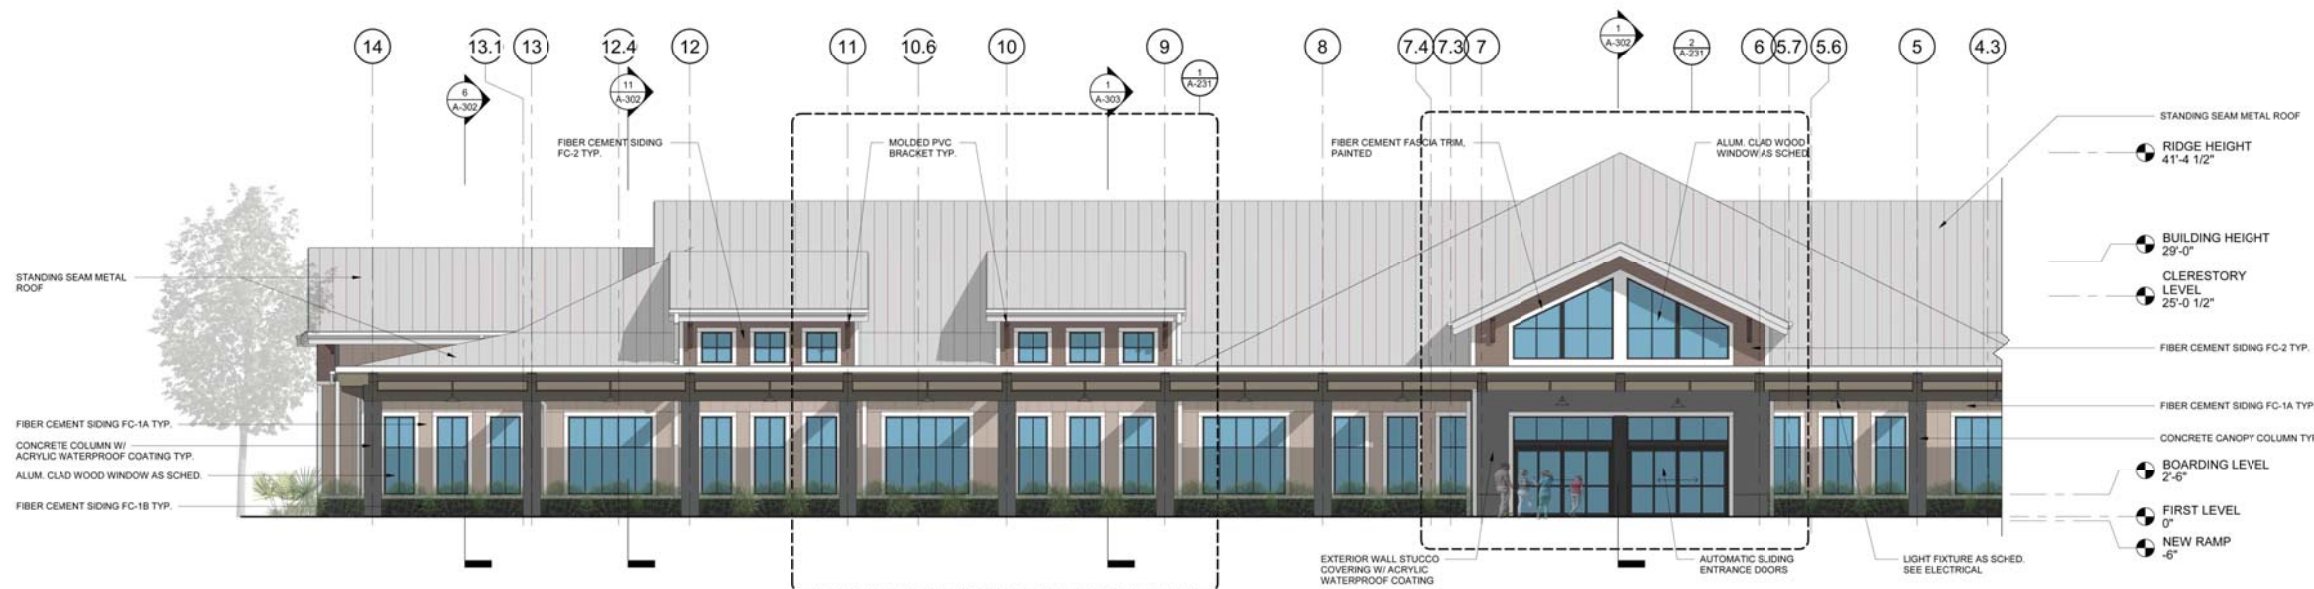 14
13.1
13
12.4
12
11
10.6
10
9
8
7.4
7.3
7
6
5.7
5.6
5
4.3
1
A-302
2
A-231
6
A-302
11
A-302
1
A-303
1
A-231
STANDING SEAM METAL ROOF
FIBER CEMENT SIDING
FC-2 TYP.
MOLDED PVC
BRACKET TYP.
FIBER CEMENT FASCIA TRIM,
PAINTED
ALUM. CLAD WOOD
WINDOW AS SCHED
RIDGE HEIGHT
41'-4 1/2"
BUILDING HEIGHT
29'-0"
CLERESTORY
LEVEL
25'-0 1/2"
STANDING SEAM METAL
ROOF
FIBER CEMENT SIDING FC-2 TYP.
FIBER CEMENT SIDING FC-1A TYP
FIBER CEMENT SIDING FC-1A TYP.
CONCRETE COLUMN W/
ACRYLIC WATERPROOF COATING TYP.
CONCRETE CANOPY COLUMN TYP
ALUM. CLAD WOOD WINDOW AS SCHED.
BOARDING LEVEL
2'-6"
FIBER CEMENT SIDING FC-1B TYP.
FIRST LEVEL
0"
NEW RAMP
-6"
EXTERIOR WALL STUCCO
COVERING W/ ACRYLIC
WATERPROOF COATING
AUTOMATIC SLIDING
ENTRANCE DOORS
LIGHT FIXTURE AS SCHED.
SEE ELECTRICAL